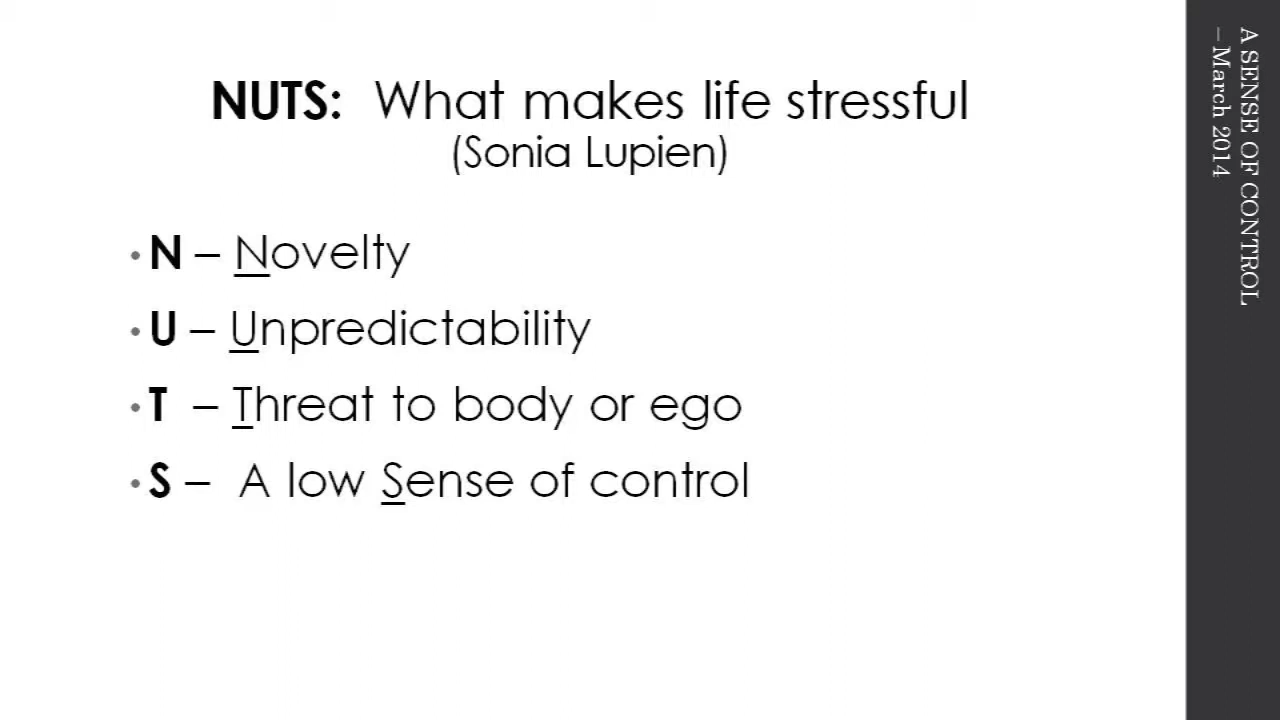 NUTS: What makes life stressful
(Sonia Lupien)
• N – Novelty
• U – Unpredictability
• T – Threat to body or ego
• S – A low Sense of control
A SENSE OF CONTROL
– March 2014